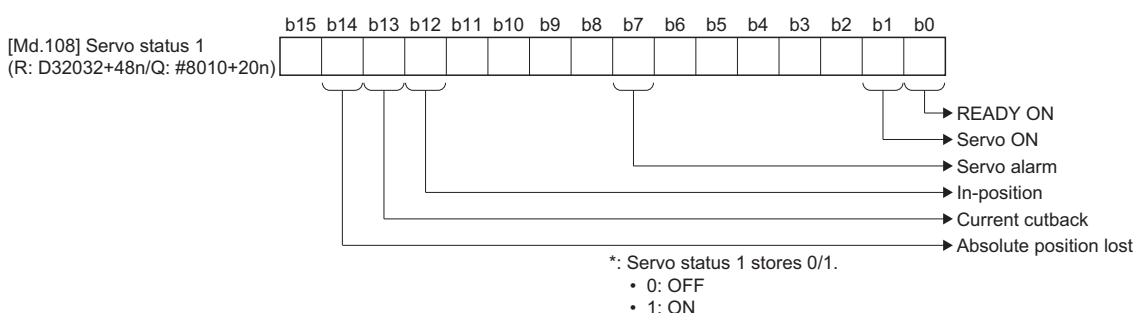 b15 b14 b13 b12 b11 b10 b9 b8 b7 b6 b5 b4 b3 b2 b1 b0
[Md.108] Servo status 1
(R: D32032+48n/Q: #8010+20n)
READY ON
Servo ON
Servo alarm
In-position
Current cutback
Absolute position lost
*: Servo status 1 stores 0/1.
• 0: OFF
• 1: ON